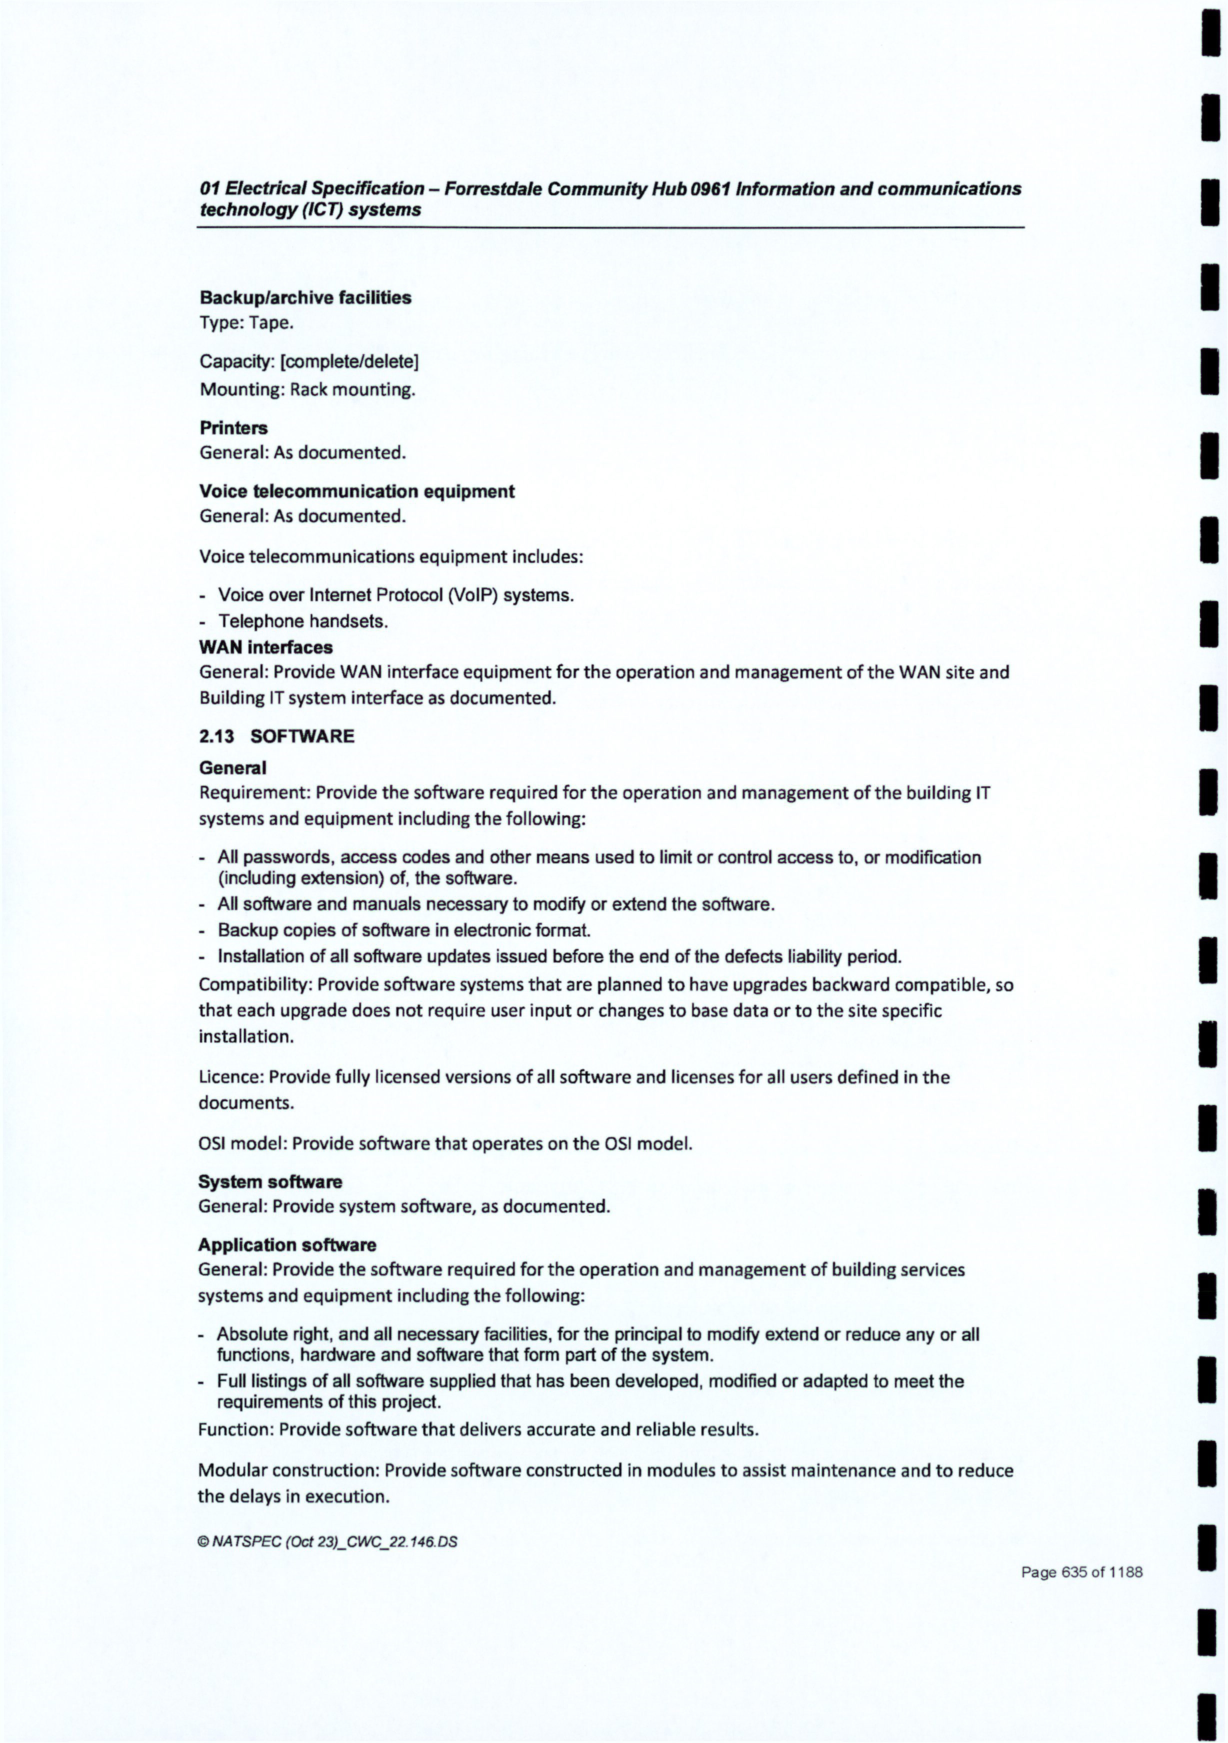 01 Electrical Specification – Forrestdale Community Hub 0961 Information and communications
technology (ICT) systems
Backup/archive facilities
Type: Tape.
Capacity: [complete/delete]
Mounting: Rack mounting.
Printers
General: As documented.
Voice telecommunication equipment
General: As documented.
Voice telecommunications equipment includes:
- Voice over Internet Protocol (VoIP) systems.
- Telephone handsets.
WAN interfaces
General: Provide WAN interface equipment for the operation and management of the WAN site and
Building IT system interface as documented.
2.13 SOFTWARE
General
Requirement: Provide the software required for the operation and management of the building IT
systems and equipment including the following:
- All passwords, access codes and other means used to limit or control access to, or modification
(including extension) of, the software.
- All software and manuals necessary to modify or extend the software.
- Backup copies of software in electronic format.
- Installation of all software updates issued before the end of the defects liability period.
Compatibility: Provide software systems that are planned to have upgrades backward compatible, so
that each upgrade does not require user input or changes to base data or to the site specific
installation.
Licence: Provide fully licensed versions of all software and licenses for all users defined in the
documents.
OSI model: Provide software that operates on the OSI model.
System software
General: Provide system software, as documented.
Application software
General: Provide the software required for the operation and management of building services
systems and equipment including the following:
- Absolute right, and all necessary facilities, for the principal to modify extend or reduce any or all
functions, hardware and software that form part of the system.
- Full listings of all software supplied that has been developed, modified or adapted to meet the
requirements of this project.
Function: Provide software that delivers accurate and reliable results.
Modular construction: Provide software constructed in modules to assist maintenance and to reduce
the delays in execution.
© NATSPEC (Oct 23)_CWC_22.146.DS
Page 635 of 1188